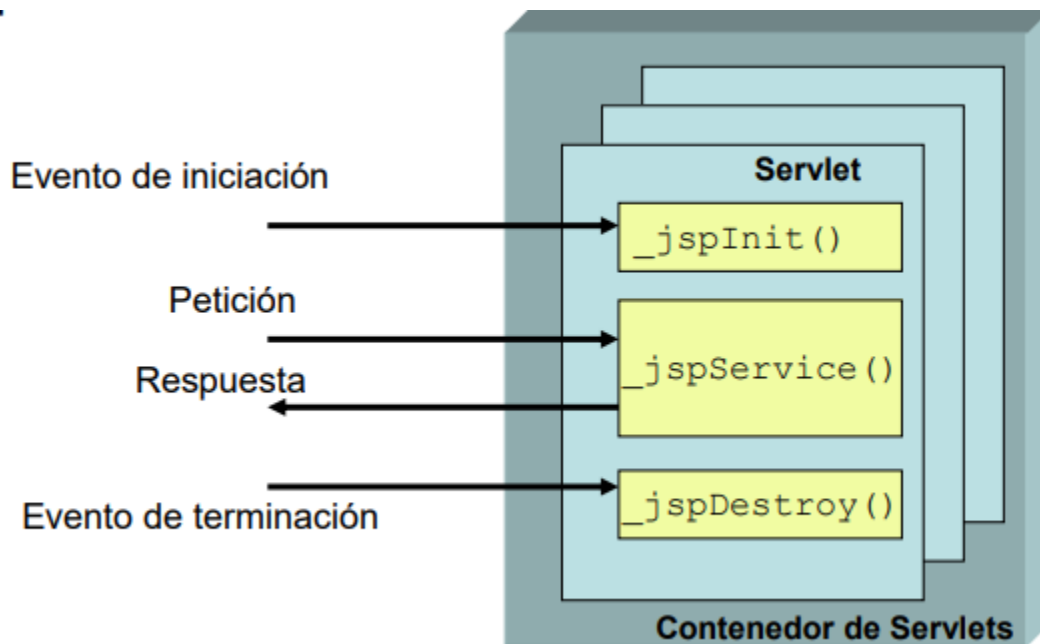 Evento de iniciación
Servlet
_jspInit()
Petición
_jspService()
Respuesta
_jspDestroy()
Evento de terminación
Contenedor de Servlets